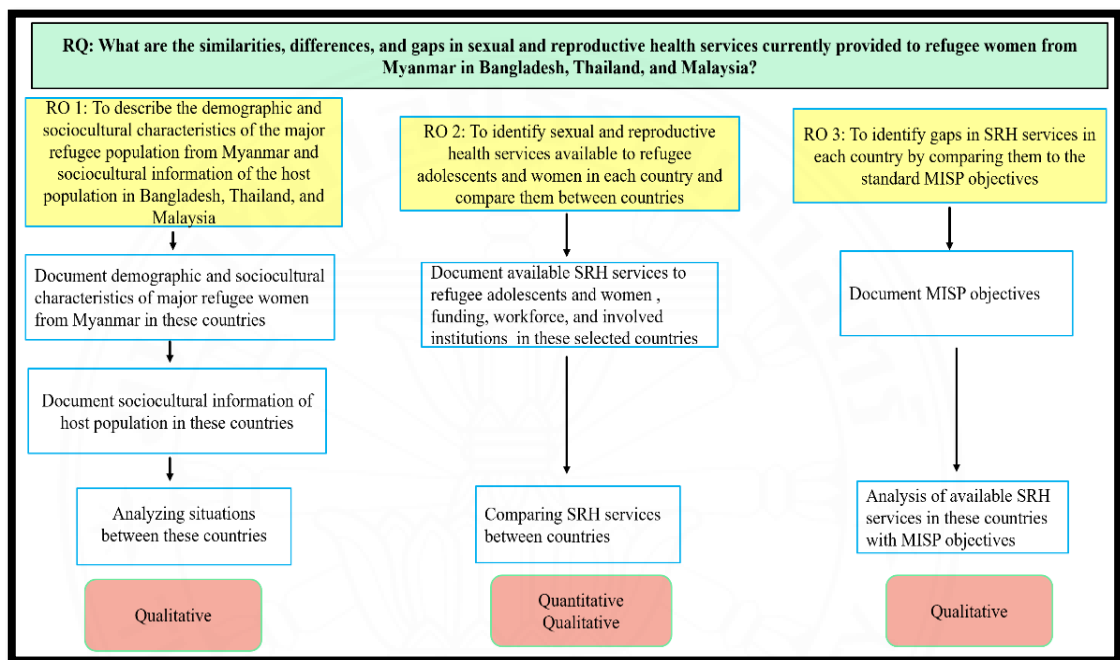 RQ: What are the similarities, differences, and gaps in sexual and reproductive health services currently provided to refugee women from
Myanmar in Bangladesh, Thailand, and Malaysia?
RO 1: To describe the demographic and
sociocultural characteristics of the major
refugee population from Myanmar and
sociocultural information of the host
population in Bangladesh, Thailand, and
Malaysia
Document demographic and sociocultural
characteristics of major refugee women
from Myanmar in these countries
Document sociocultural information of
host population in these countries
Analyzing situations
between these countries
Qualitative
RO 2: To identify sexual and reproductive
health services available to refugee
adolescents and women in each country and
compare them between countries
Document available SRH services to
refugee adolescents and women ,
funding, workforce, and involved
institutions in these selected countries
Comparing SRH services
between countries
Quantitative
Qualitative
RO 3: To identify gaps in SRH services in
each country by comparing them to the
standard MISP objectives
Document MISP objectives
Analysis of available SRH
services in these countries
with MISP objectives
Qualitative